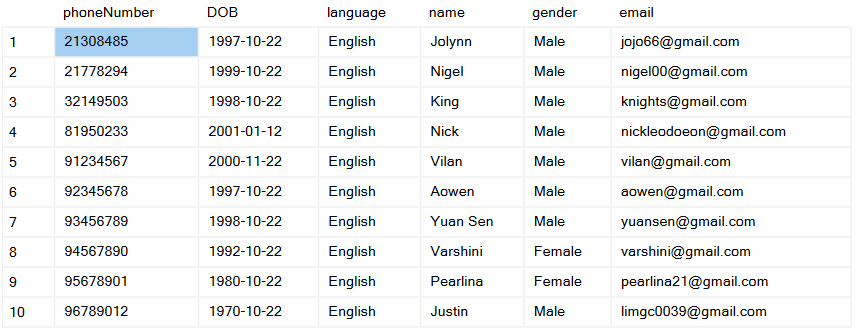 phoneNumber DOB language name gender email
1 21308485 1997-10-22 English Jolynn Male jojo66@gmail.com
2 21778294 1999-10-22 English Nigel Male nigel00@gmail.com
3 32149503 1998-10-22 English King Male knights@gmail.com
4 81950233 2001-01-12 English Nick Male nickleodoeon@gmail.com
5 91234567 2000-11-22 English Vilan Male vilan@gmail.com
6 92345678 1997-10-22 English Aowen Male aowen@gmail.com
7 93456789 1998-10-22 English Yuan Sen Male yuansen@gmail.com
8 94567890 1992-10-22 English Varshini Female varshini@gmail.com
9 95678901 1980-10-22 English Pearlina Female pearlina21@gmail.com
10 96789012 1970-10-22 English Justin Male limgc0039@gmail.com